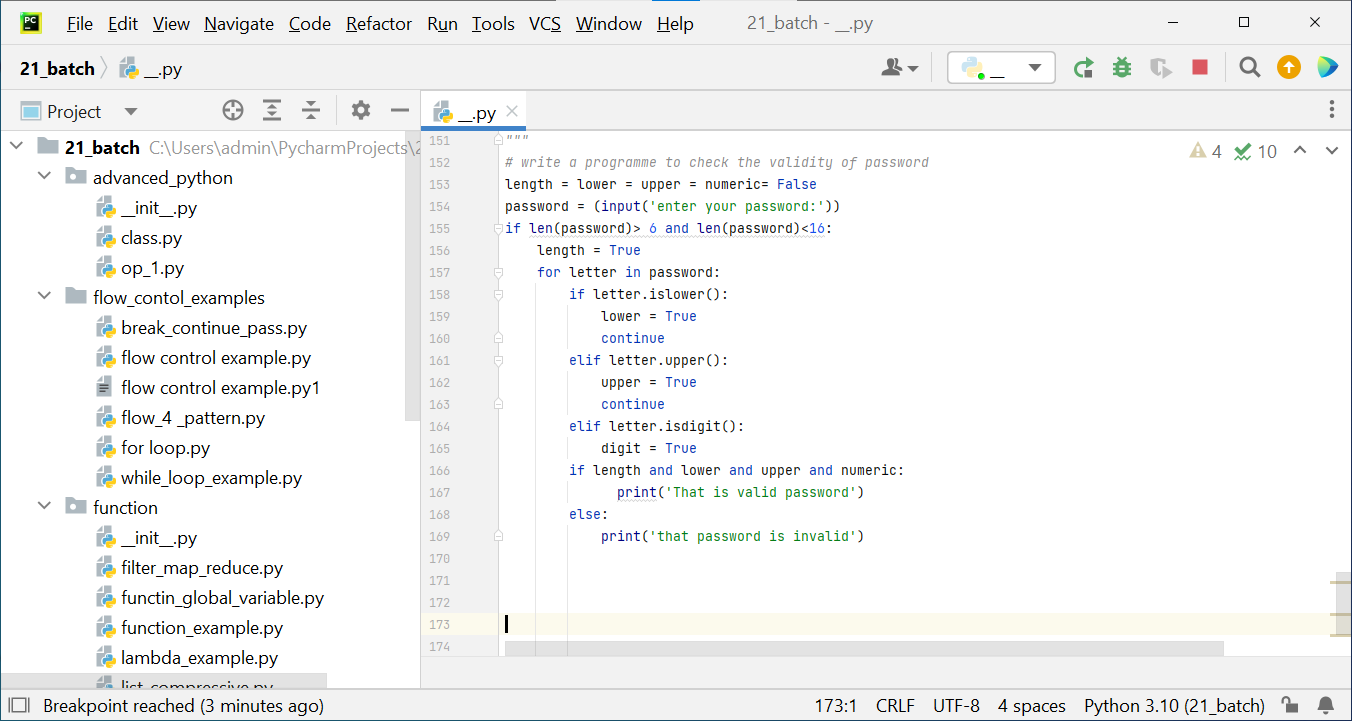 PC File Edit View Navigate Code Refactor Run Tools VCS Window Help 21_batch - __.py
21_batch __.py __
Project __.py
21_batch C:\Users\admin\PycharmProjects\2
advanced_python
__init__.py
class.py
op_1.py
flow_contol_examples
break_continue_pass.py
flow control example.py
flow control example.py1
flow_4 _pattern.py
for loop.py
while_loop_example.py
function
__init__.py
filter_map_reduce.py
functin_global_variable.py
function_example.py
lambda_example.py
list_compressive.py
4 10
151 """
152 # write a programme to check the validity of password
153 length = lower = upper = numeric= False
154 password = (input('enter your password:'))
155 if len(password)> 6 and len(password)<16:
156 length = True
157 for letter in password:
158 if letter.islower():
159 lower = True
160 continue
161 elif letter.upper():
162 upper = True
163 continue
164 elif letter.isdigit():
165 digit = True
166 if length and lower and upper and numeric:
167 print('That is valid password')
168 else:
169 print('that password is invalid')
170
171
172
173
174
Breakpoint reached (3 minutes ago) 173:1 CRLF UTF-8 4 spaces Python 3.10 (21_batch)